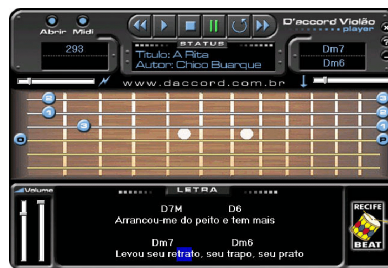 D'accord Violão
player
Abrir Midi
STATUS
293
Titulo: A Rita
Autor: Chico Buarque
Dm7
Dm6
www.daccord.com.br
Volume
LETRA
D7M D6
Arrancou-me do peito e tem mais
Dm7 Dm6
Levou seu retrato, seu trapo, seu prato
RECIFE
BEAT